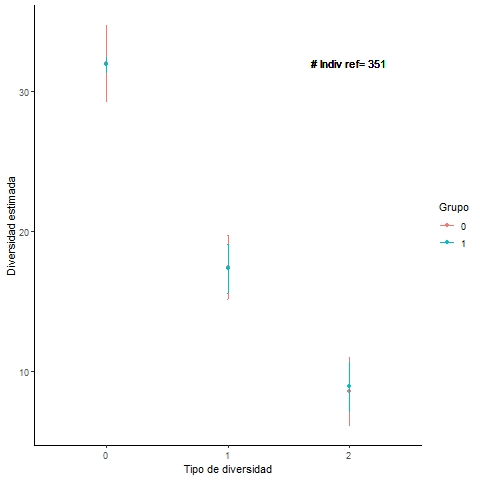 # Indiv ref= 351
30
20
10
Diversidad estimada
0
1
2
Tipo de diversidad
Grupo
0
1